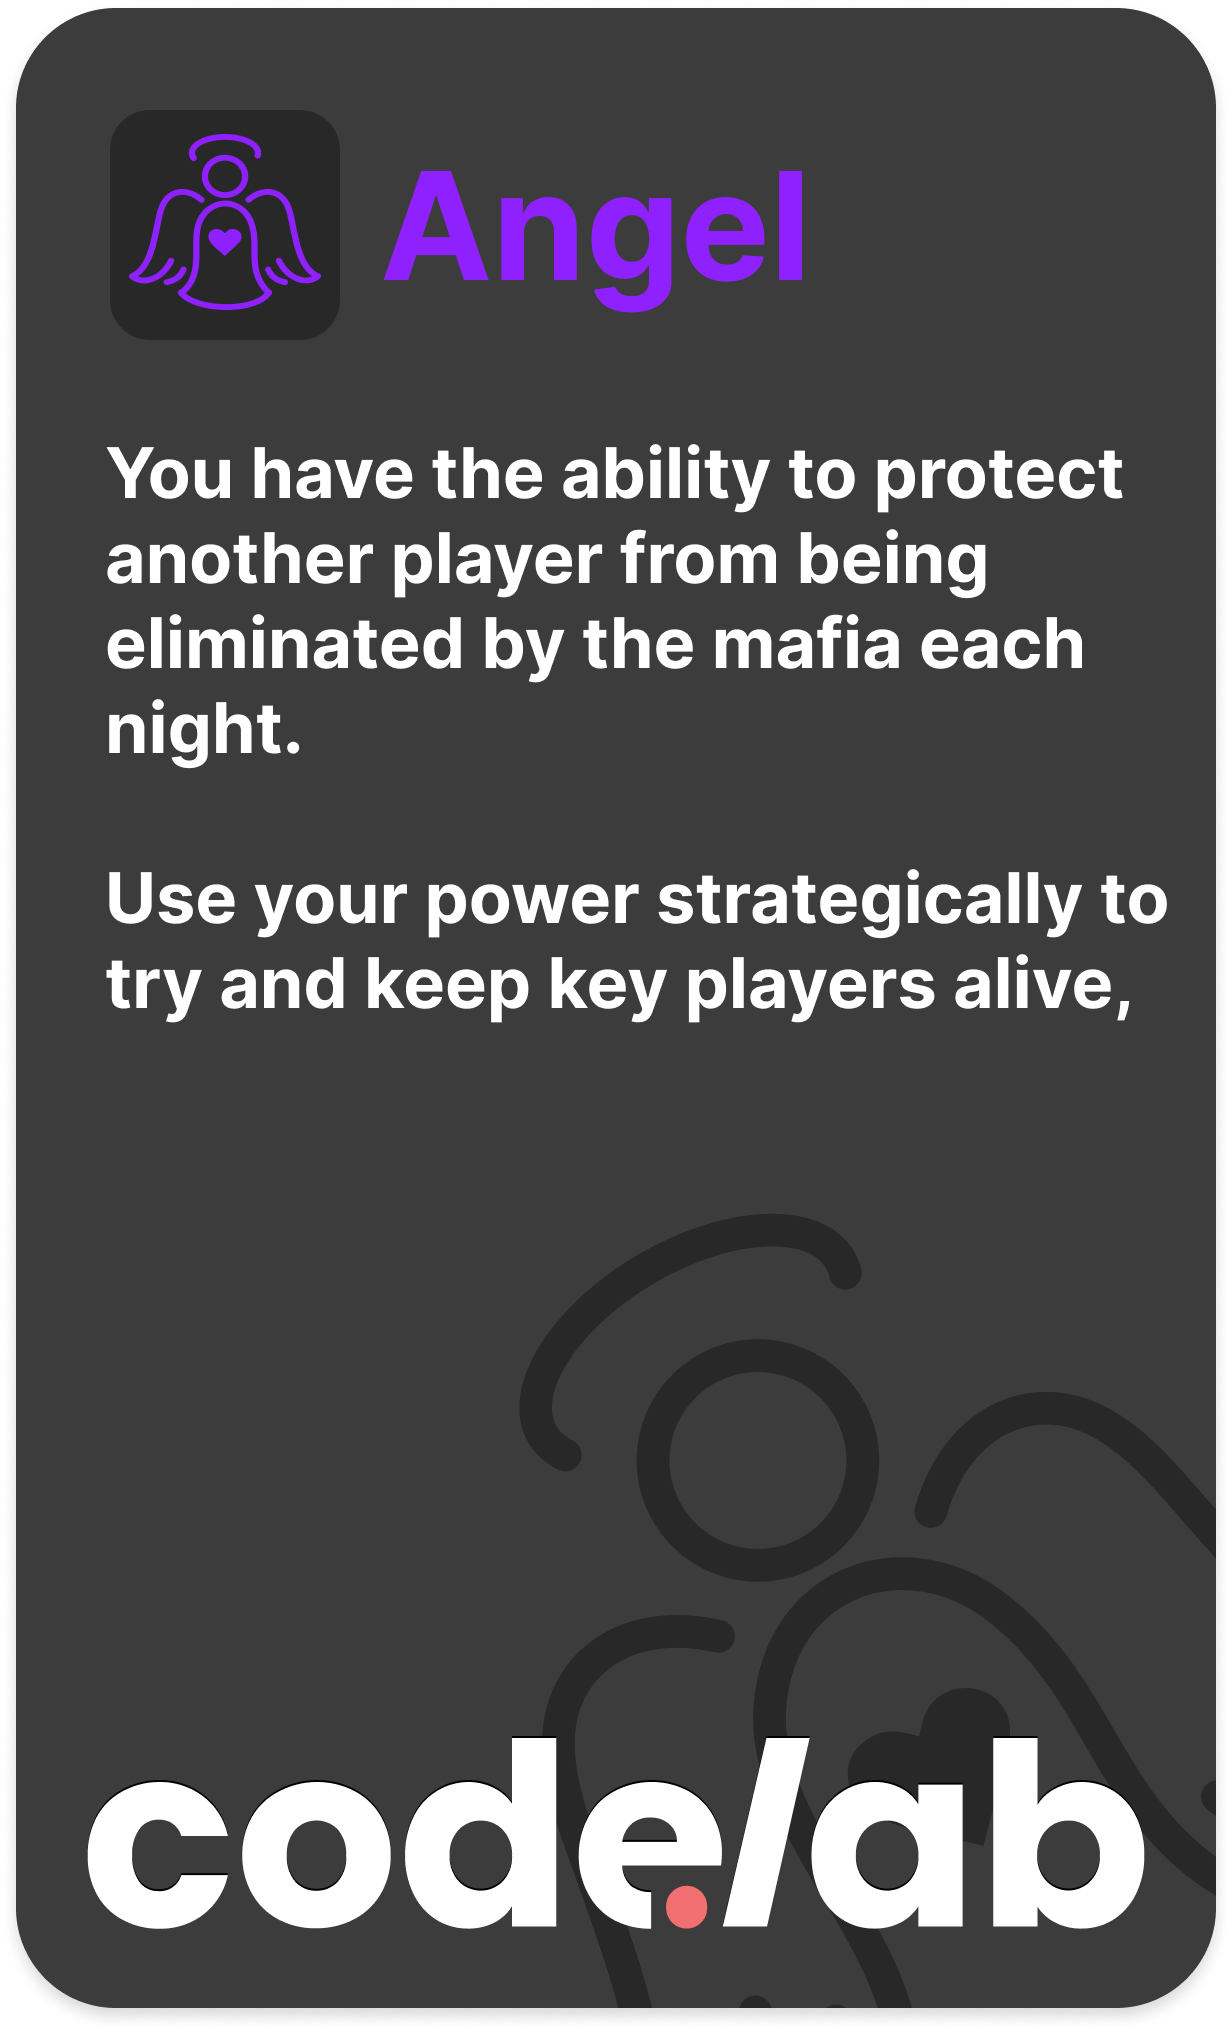 Angel
You have the ability to protect
another player from being
eliminated by the mafia each
night.
Use your power strategically to
try and keep key players alive,
code/ab